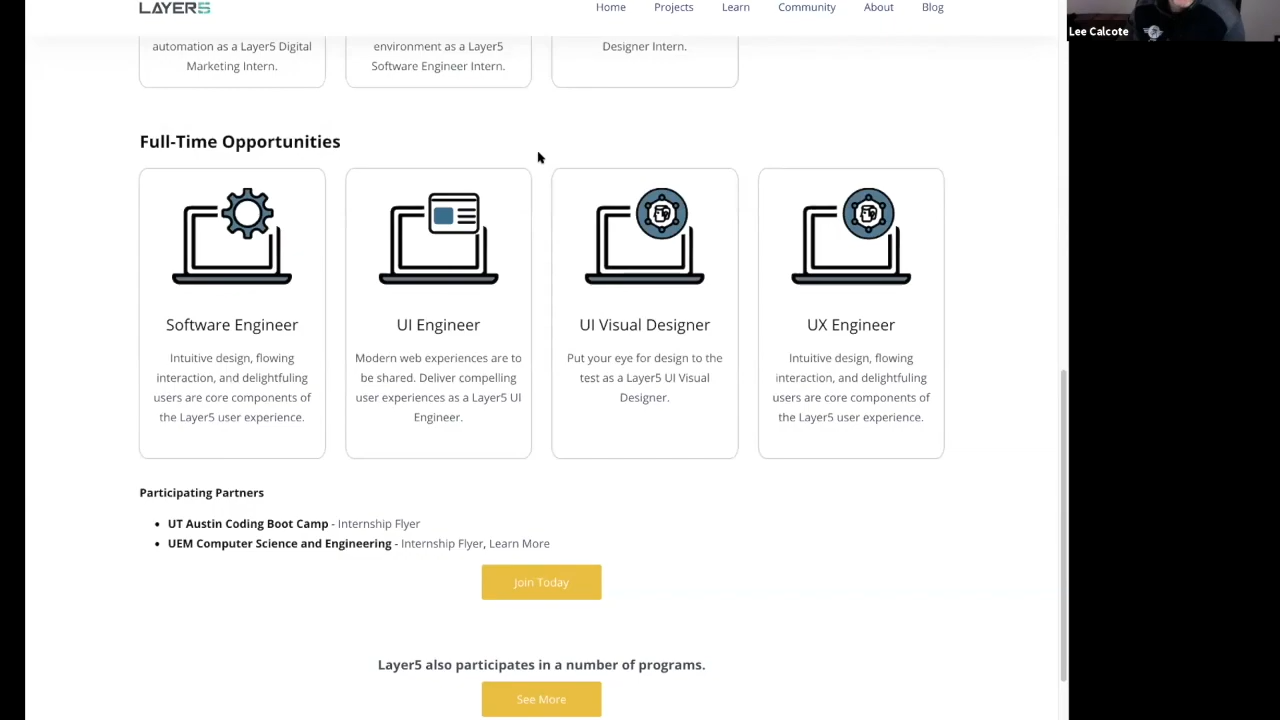 LAYER5
Home Projects Learn Community About Blog
Lee Calcote
automation as a Layer5 Digital
Marketing Intern.
environment as a Layer5
Software Engineer Intern.
Designer Intern.
Full-Time Opportunities
Software Engineer
Intuitive design, flowing
interaction, and delightfuling
users are core components of
the Layer5 user experience.
UI Engineer
Modern web experiences are to
be shared. Deliver compelling
user experiences as a Layer5 UI
Engineer.
UI Visual Designer
Put your eye for design to the
test as a Layer5 UI Visual
Designer.
UX Engineer
Intuitive design, flowing
interaction, and delightfuling
users are core components of
the Layer5 user experience.
Participating Partners
• UT Austin Coding Boot Camp - Internship Flyer
• UEM Computer Science and Engineering - Internship Flyer, Learn More
Join Today
Layer5 also participates in a number of programs.
See More